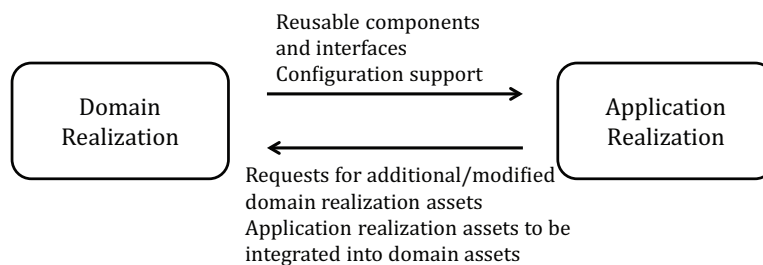 Reusable components
and interfaces
Configuration support
Domain
Realization
Application
Realization
Requests for additional/modified
domain realization assets
Application realization assets to be
integrated into domain assets